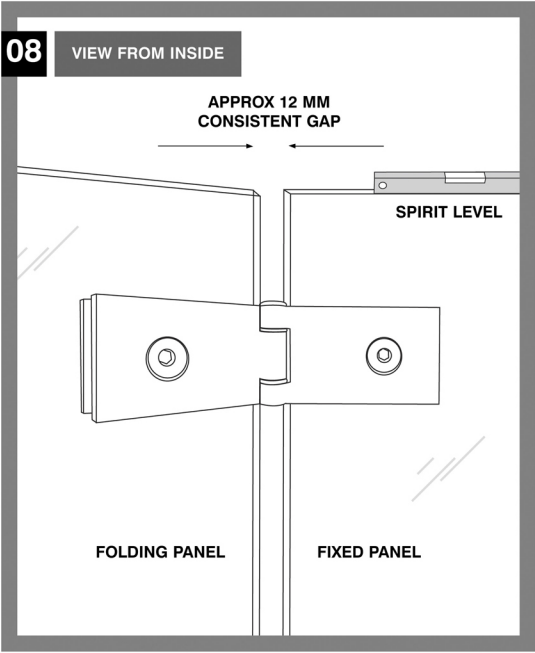 08
VIEW FROM INSIDE
APPROX 12 MM
CONSISTENT GAP
SPIRIT LEVEL
FOLDING PANEL
FIXED PANEL